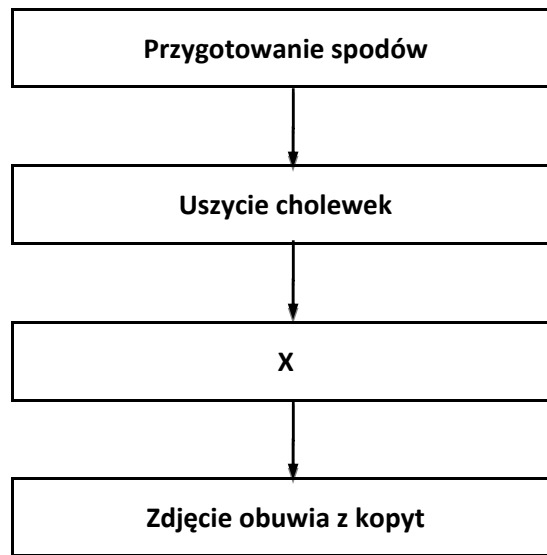 Przygotowanie spodów
Uszycie cholewek
X
Zdjęcie obuwia z kopyt